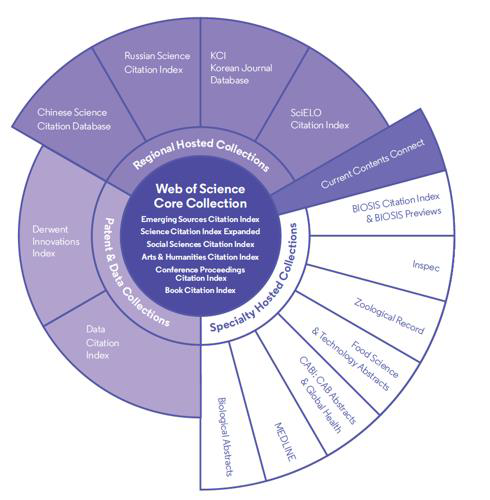 Russian Science
Citation Index
KCI
Korean Journal
Database
Chinese Science
Citation Database
SciELO
Citation Index
Regional Hosted Collections
Current Contents Connect
Web of Science
Core Collection
Emerging Sources Citation Index
Science Citation Index Expanded
Social Sciences Citation Index
Arts & Humanities Citation Index
Conference Proceedings
Citation Index
Book Citation Index
BIOSIS Citation Index
& BIOSIS Previews
Derwent
Innovations
Index
Patent & Data Collections
Specialty Hosted Collections
Inspec
Zoological Record
Data
Citation
Index
Food Science
& Technology Abstracts
CABI: CAB Abstracts
& Global Health
MEDLINE
Biological Abstracts